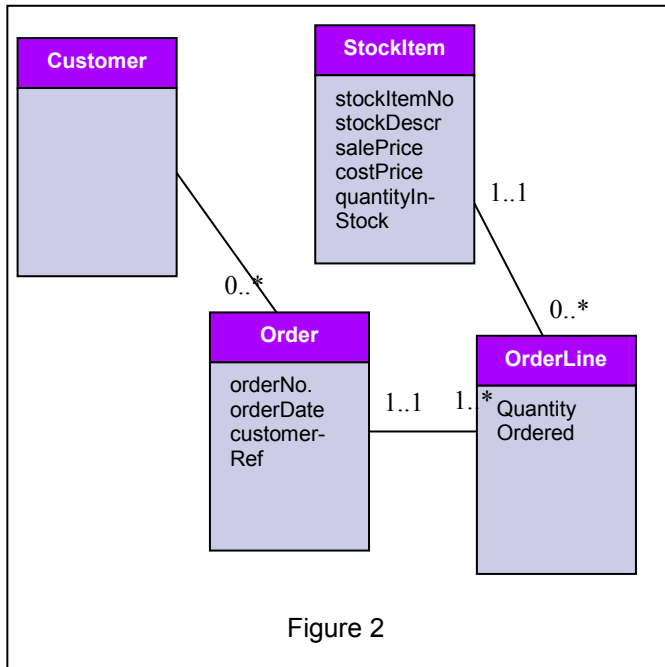 Customer
StockItem
stockItemNo
stockDescr
salePrice
costPrice
quantityIn-
Stock
1..1
0..*
0..*
Order
orderNo.
orderDate
customer-
Ref
1..1
1..*
OrderLine
Quantity
Ordered
Figure 2